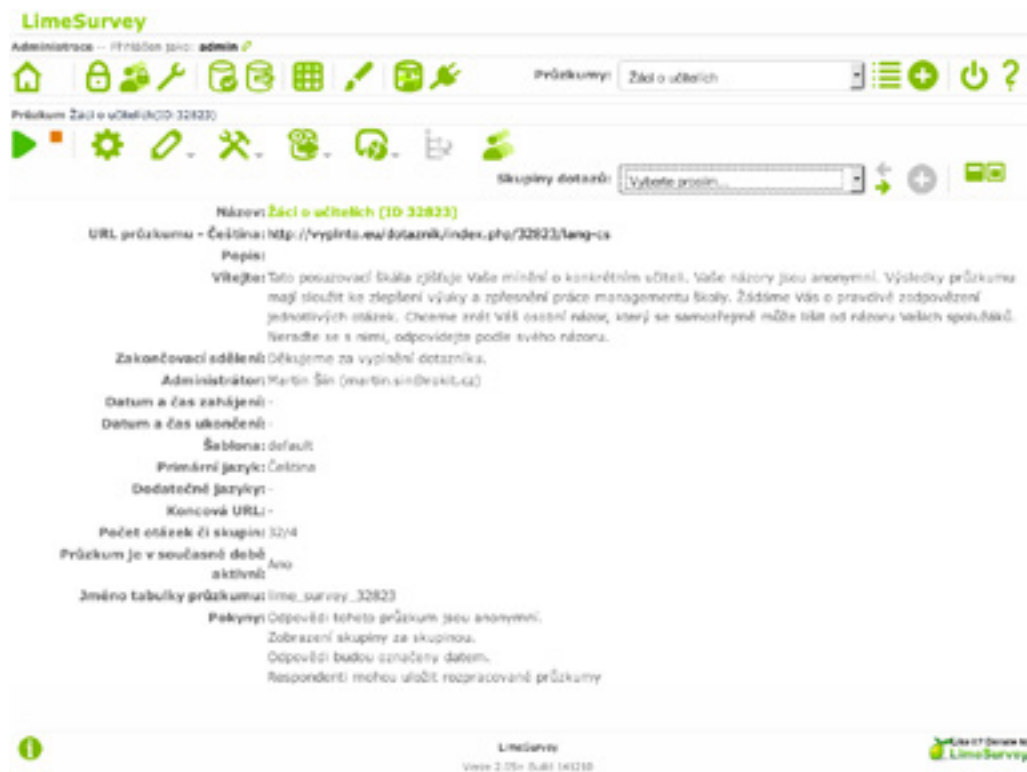 LimeSurvey
Administrace -- Přihlášen jako: admin
Průzkumy: Žáci o učitelích
Průzkum Žáci o učitelích(ID 32823)
Skupiny dotazů: Vyberte prosím...
Název: Žáci o učitelích (ID 32823)
URL průzkumu - Čeština: http://vyplnto.eu/dotaznik/index.php/32823/lang-cs
Popis:
Vítejte: Tato posuzovací škála zjišťuje Vaše mínění o konkrétním učiteli. Vaše názory jsou anonymní. Výsledky průzkumu
mají sloužit ke zlepšení výuky a zpřesnění práce managementu školy. Žádáme Vás o pravdivé zodpovězení
jednotlivých otázek. Chceme znát Váš osobní názor, který se samozřejmě může lišit od názoru Vašich spolužáků.
Neraďte se s nimi, odpovídejte podle svého názoru.
Zakončovací sdělení: Děkujeme za vyplnění dotazníku.
Administrátor: Martin Šín
Datum a čas zahájení: -
Datum a čas ukončení: -
Šablona: default
Primární jazyk: Čeština
Dodatečné jazyky: -
Koncová URL: -
Počet otázek či skupin: 32/4
Průzkum je v současné době
aktivní: Ano
Jméno tabulky průzkumu: lime_survey_32823
Pokyny: Odpovědi tohoto průzkum jsou anonymní.
Zobrazení skupiny za skupinou.
Odpovědi budou označeny datem.
Respondenti mohou uložit rozpracované průzkumy
LimeSurvey
LimeSurvey